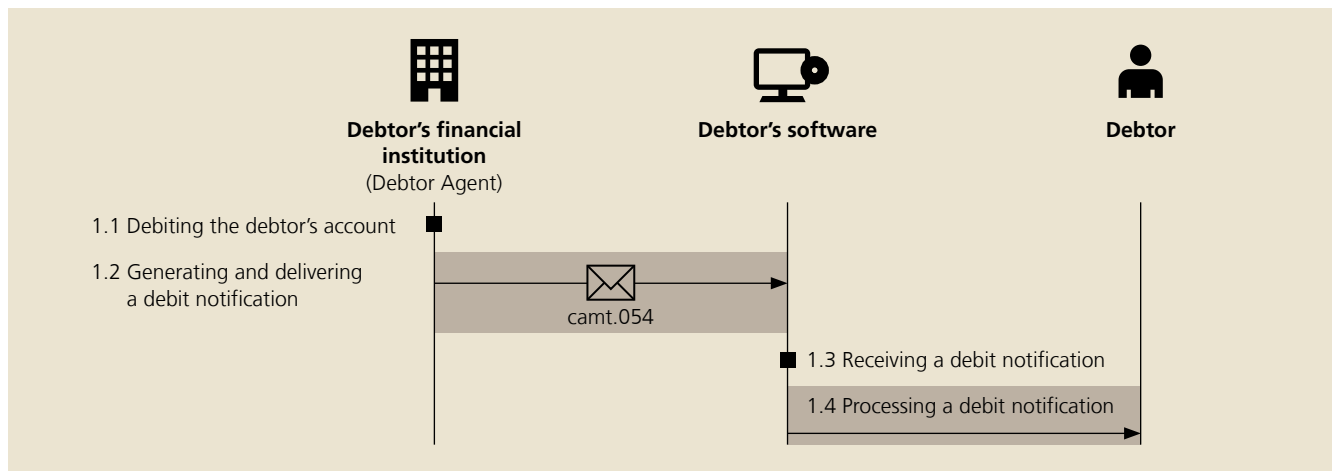 Debtor’s financial
institution
(Debtor Agent)
Debtor’s software
Debtor
1.1 Debiting the debtor’s account
1.2 Generating and delivering
a debit notification
camt.054
1.3 Receiving a debit notification
1.4 Processing a debit notification